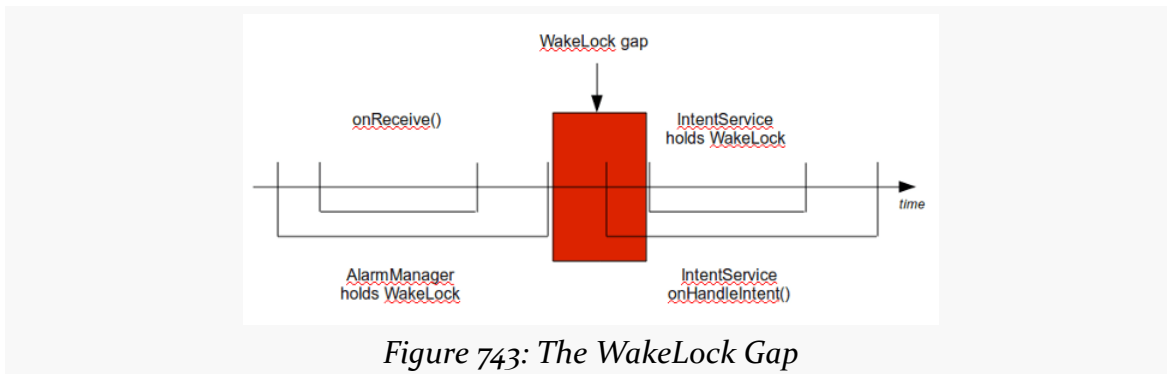 WakeLock gap
onReceive()
IntentService
holds WakeLock
time
AlarmManager
holds WakeLock
IntentService
onHandleIntent()
Figure 743: The WakeLock Gap